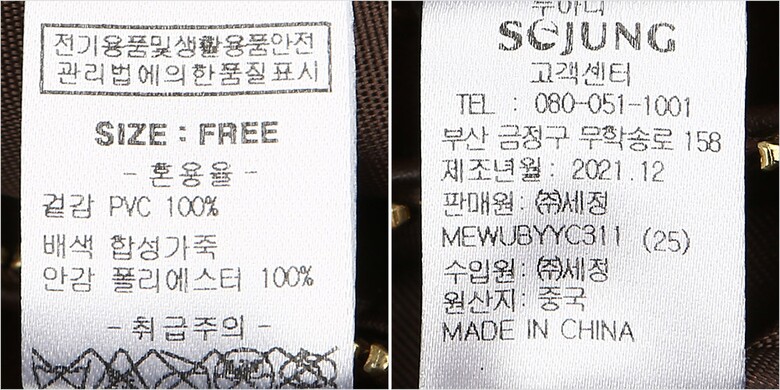 전기용품및생활용품안전
관리법에의한품질표시
SIZE : FREE
- 혼용율 -
겉감 PVC 100%
배색 합성가죽
안감 폴리에스터 100%
- 취급주의 -
SEJUNG
고객센터
TEL : 080-051-1001
부산 금정구 무학송로 158
제조년월 : 2021.12
판매원 : ㈜세정
MEWUBYYC311 (25)
수입원 : ㈜세정
원산지 : 중국
MADE IN CHINA